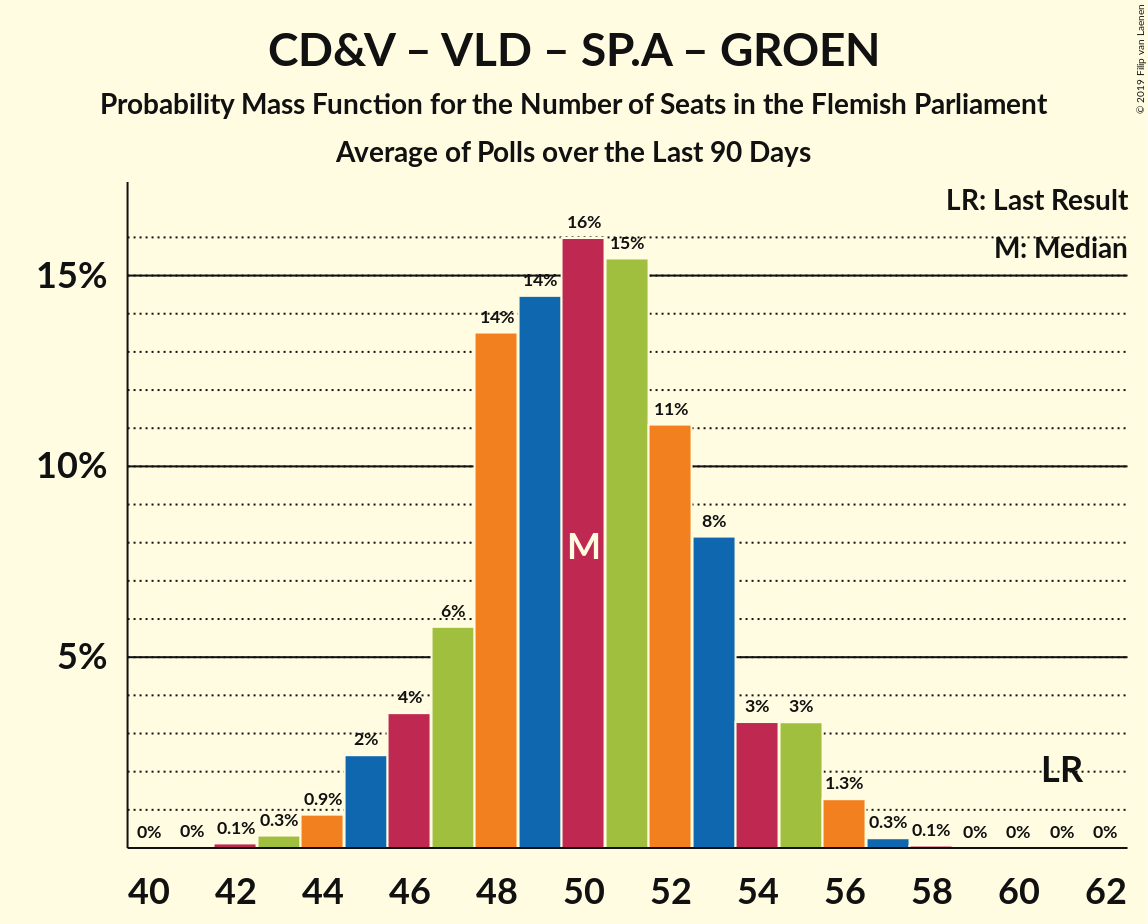 CD&V – VLD – SP.A – GROEN
Probability Mass Function for the Number of Seats in the Flemish Parliament
Average of Polls over the Last 90 Days
© 2019 Filip van Laenen
LR: Last Result
M: Median
15%
10%
5%
0%
0%
0.1%
0.3%
0.9%
2%
4%
6%
14%
14%
16%
15%
11%
8%
3%
3%
1.3%
0.3%
0.1%
0%
0%
0%
0%
M
LR
40 42 44 46 48 50 52 54 56 58 60 62